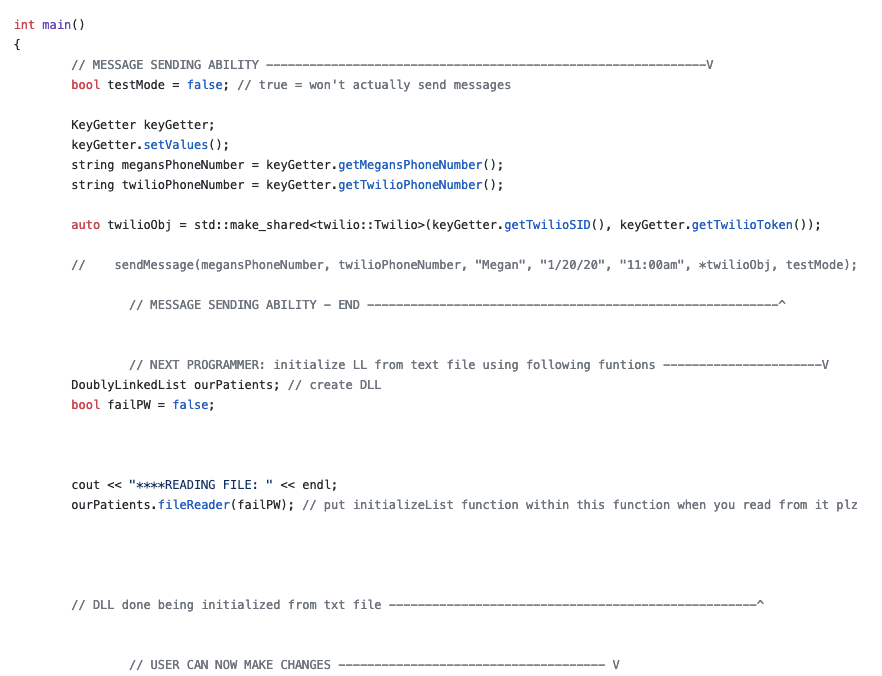 int main()
{
// MESSAGE SENDING ABILITY -------------------------------------------------------------V
bool testMode = false; // true = won't actually send messages
KeyGetter keyGetter;
keyGetter.setValues();
string megansPhoneNumber = keyGetter.getMegansPhoneNumber();
string twilioPhoneNumber = keyGetter.getTwilioPhoneNumber();
auto twilioObj = std::make_shared<twilio::Twilio>(keyGetter.getTwilioSID(), keyGetter.getTwilioToken());
//    sendMessage(megansPhoneNumber, twilioPhoneNumber, "Megan", "1/20/20", "11:00am", *twilioObj, testMode);
// MESSAGE SENDING ABILITY - END ---------------------------------------------------------^
// NEXT PROGRAMMER: initialize LL from text file using following funtions ----------------------V
DoublyLinkedList ourPatients; // create DLL
bool failPW = false;
cout << "****READING FILE: " << endl;
ourPatients.fileReader(failPW); // put initializeList function within this function when you read from it plz
// DLL done being initialized from txt file ---------------------------------------------------^
// USER CAN NOW MAKE CHANGES ------------------------------------- V